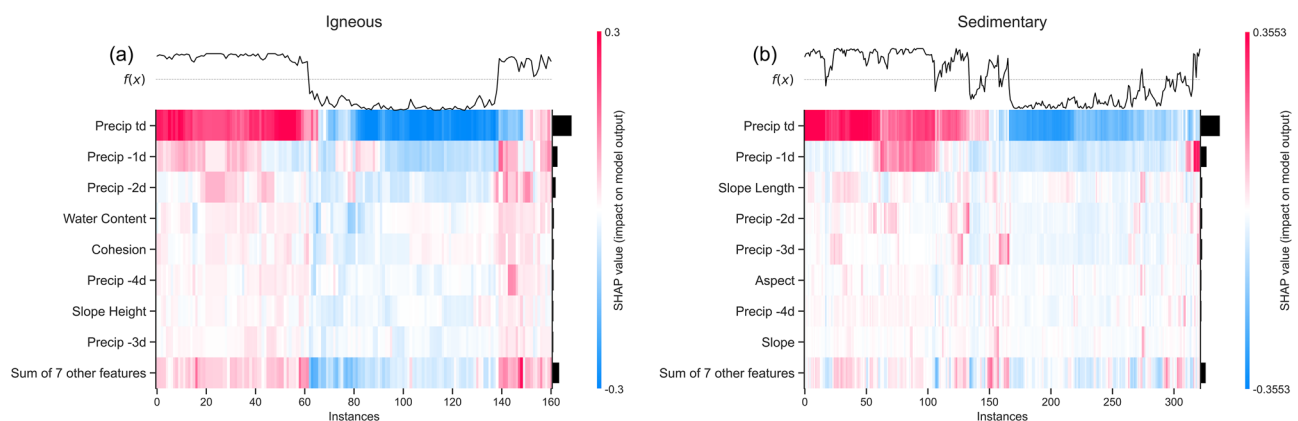 Igneous
(a)
f(x)
Precip td
Precip -1d
Precip -2d
Water Content
Cohesion
Precip -4d
Slope Height
Precip -3d
Sum of 7 other features
0 20 40 60 80 100 120 140 160
Instances
0.3
SHAP value (impact on model output)
-0.3
Sedimentary
(b)
f(x)
Precip td
Precip -1d
Slope Length
Precip -2d
Precip -3d
Aspect
Precip -4d
Slope
Sum of 7 other features
0 50 100 150 200 250 300
Instances
0.3553
SHAP value (impact on model output)
-0.3553